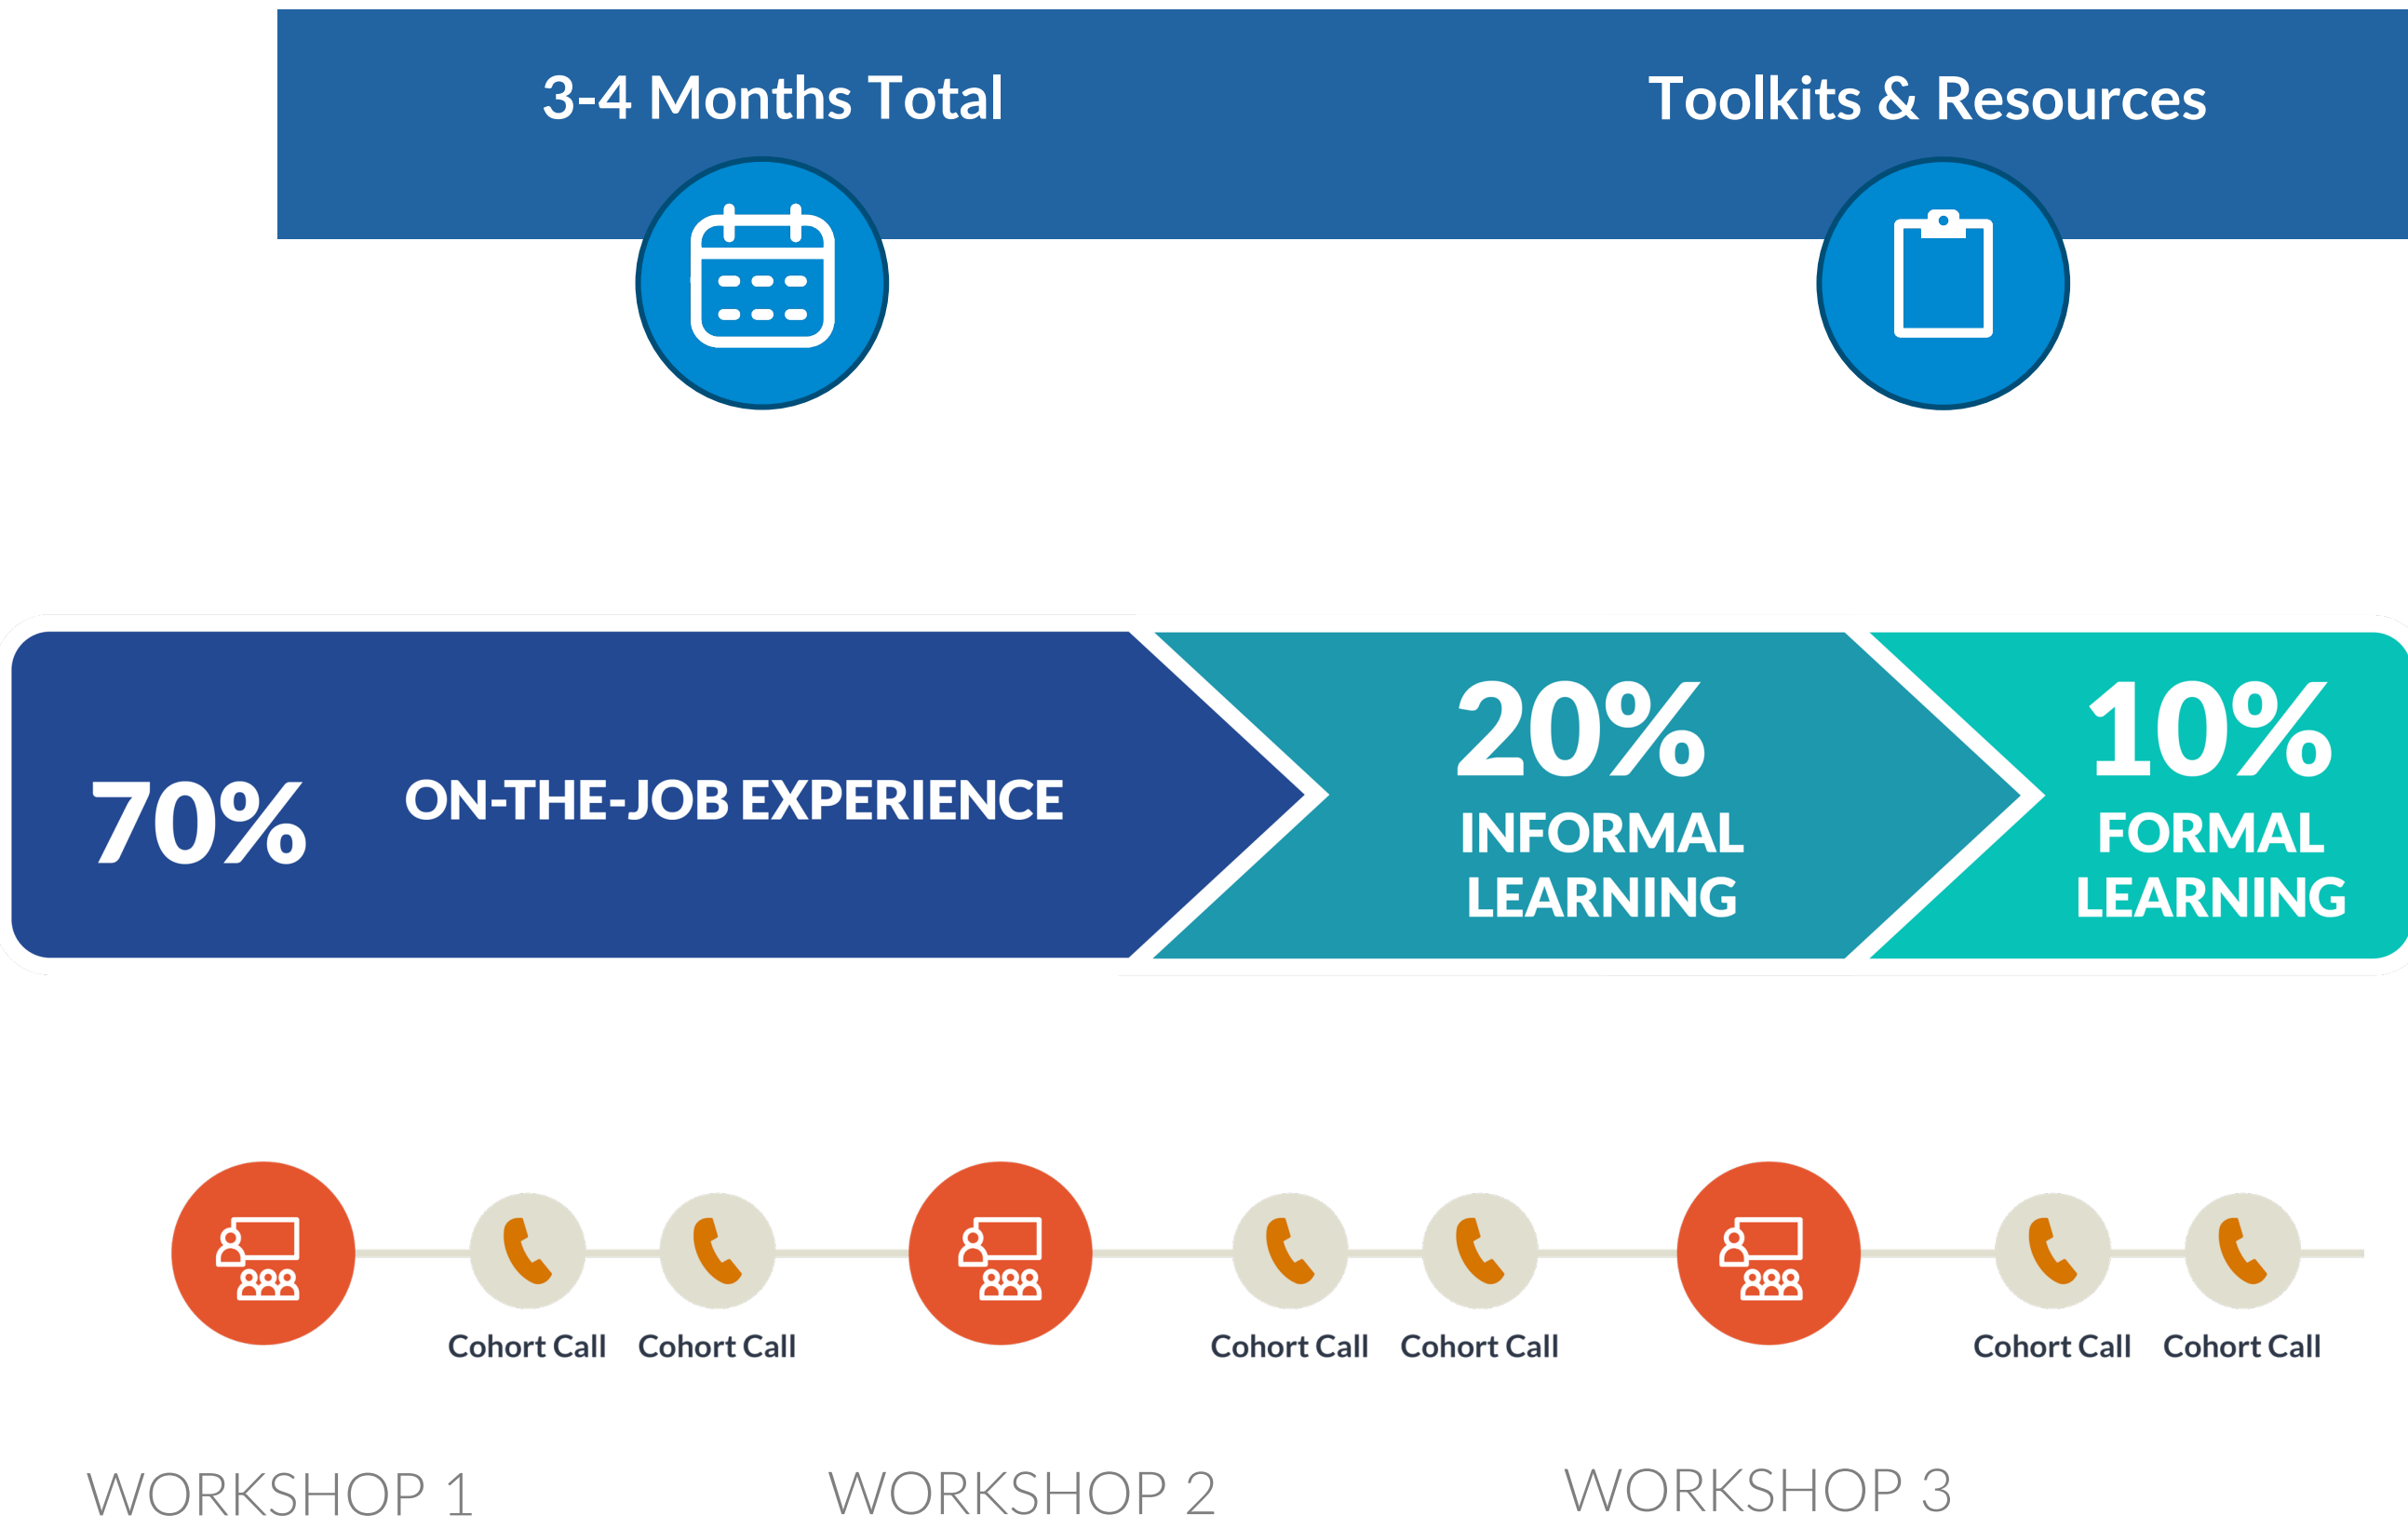 3-4 Months Total
Toolkits & Resources
70%
ON-THE-JOB EXPERIENCE
20%
INFORMAL
LEARNING
10%
FORMAL
LEARNING
Cohort Call
Cohort Call
Cohort Call
Cohort Call
Cohort Call
Cohort Call
WORKSHOP 1
WORKSHOP 2
WORKSHOP 3